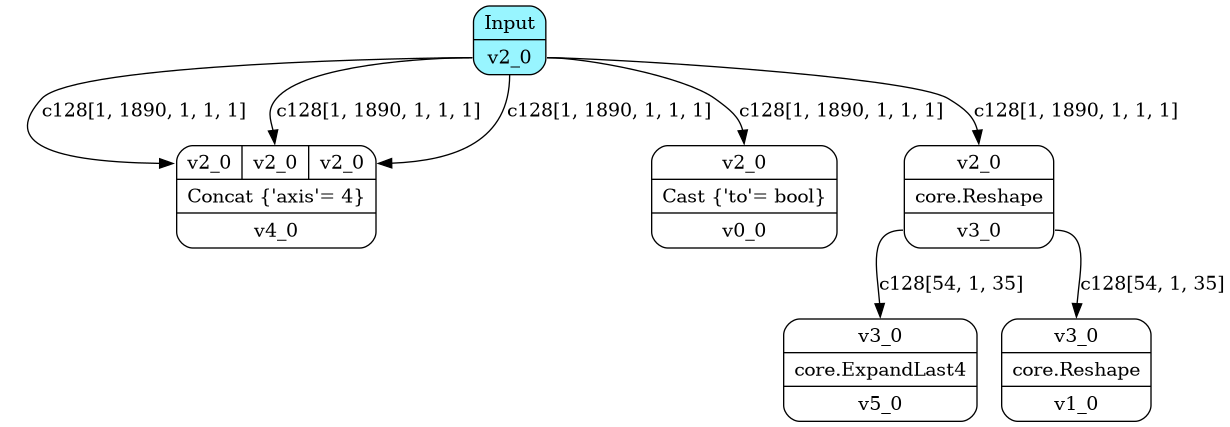 Input
v2_0
c128[1, 1890, 1, 1, 1] c128[1, 1890, 1, 1, 1] c128[1, 1890, 1, 1, 1] c128[1, 1890, 1, 1, 1] c128[1, 1890, 1, 1, 1]
v2_0 v2_0 v2_0 v2_0 v2_0
Concat {'axis'= 4} Cast {'to'= bool} core.Reshape
v4_0 v0_0 v3_0
c128[54, 1, 35] c128[54, 1, 35]
v3_0 v3_0
core.ExpandLast4 core.Reshape
v5_0 v1_0